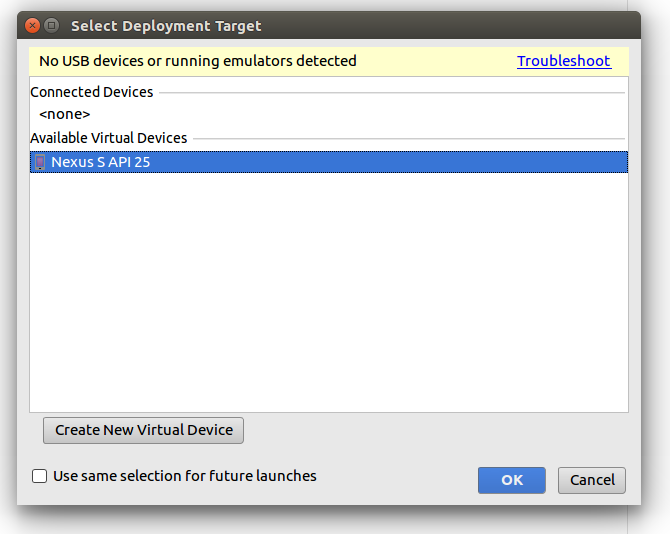 Select Deployment Target
No USB devices or running emulators detected Troubleshoot
Connected Devices
<none>
Available Virtual Devices
Nexus S API 25
Create New Virtual Device
Use same selection for future launches OK Cancel